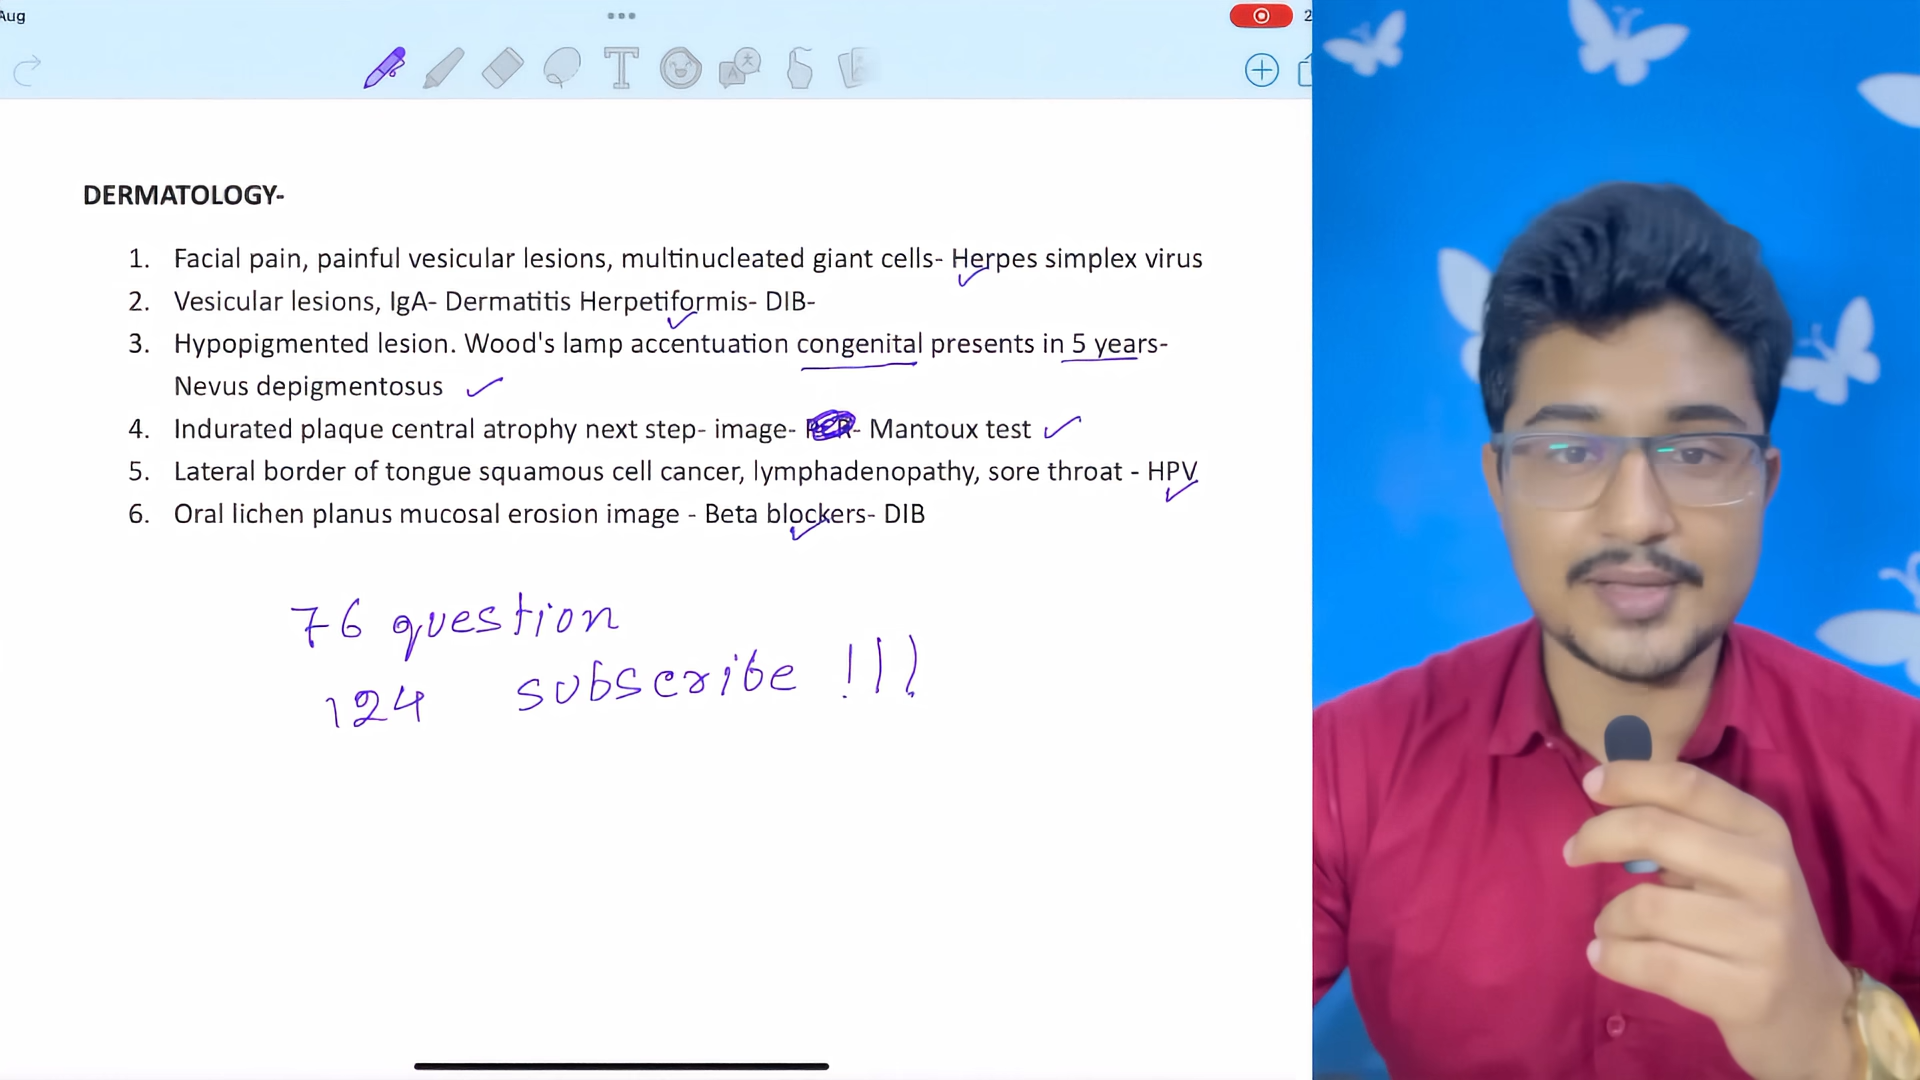 Aug
2
DERMATOLOGY-
1. Facial pain, painful vesicular lesions, multinucleated giant cells- Herpes simplex virus
2. Vesicular lesions, IgA- Dermatitis Herpetiformis- DIB-
3. Hypopigmented lesion. Wood's lamp accentuation congenital presents in 5 years-
Nevus depigmentosus
4. Indurated plaque central atrophy next step- image- - Mantoux test
5. Lateral border of tongue squamous cell cancer, lymphadenopathy, sore throat - HPV
6. Oral lichen planus mucosal erosion image - Beta blockers- DIB
76 question
124 subscribe !!!